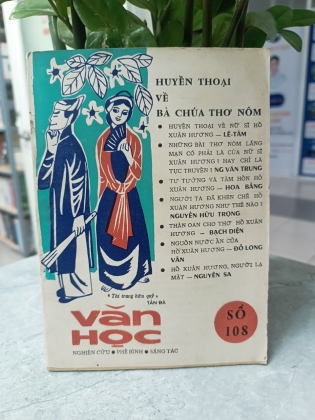 HUYỀN THOẠI
VỀ
BÀ CHÚA THƠ NÔM
HUYỀN THOẠI VỀ NỮ SĨ HỒ
XUÂN HƯƠNG — LÊ-TÂM
NHỮNG BÀI THƠ NÔM LÃNG
MẠN CÓ PHẢI LÀ CỦA NỮ SĨ
XUÂN HƯƠNG ? HAY CHỈ LÀ
TỤC TRUYỀN ? NG VĂN TRUNG
TƯ TƯỞNG VÀ TÂM HỒN HỒ
XUÂN HƯƠNG — HOA BẰNG
NGƯỜI TA ĐÃ KHEN CHÊ HỒ
XUÂN HƯƠNG NHƯ THẾ NÀO ?
NGUYỄN HỮU TRỌNG
THAN OAN CHO THƠ HỒ XUÂN
HƯƠNG — BẠCH DIỆN
NGUỒN NƯỚC ẨN CỦA
HỒ XUÂN HƯƠNG — ĐỖ LONG
VÂN
HỒ XUÂN HƯƠNG, NGƯỜI LẠ
MẶT — NGUYÊN SA
TẢN-ĐÀ
VĂN
HỌC
NGHIÊN CỨU ● PHÊ BÌNH ● SÁNG TÁC
SỐ
108